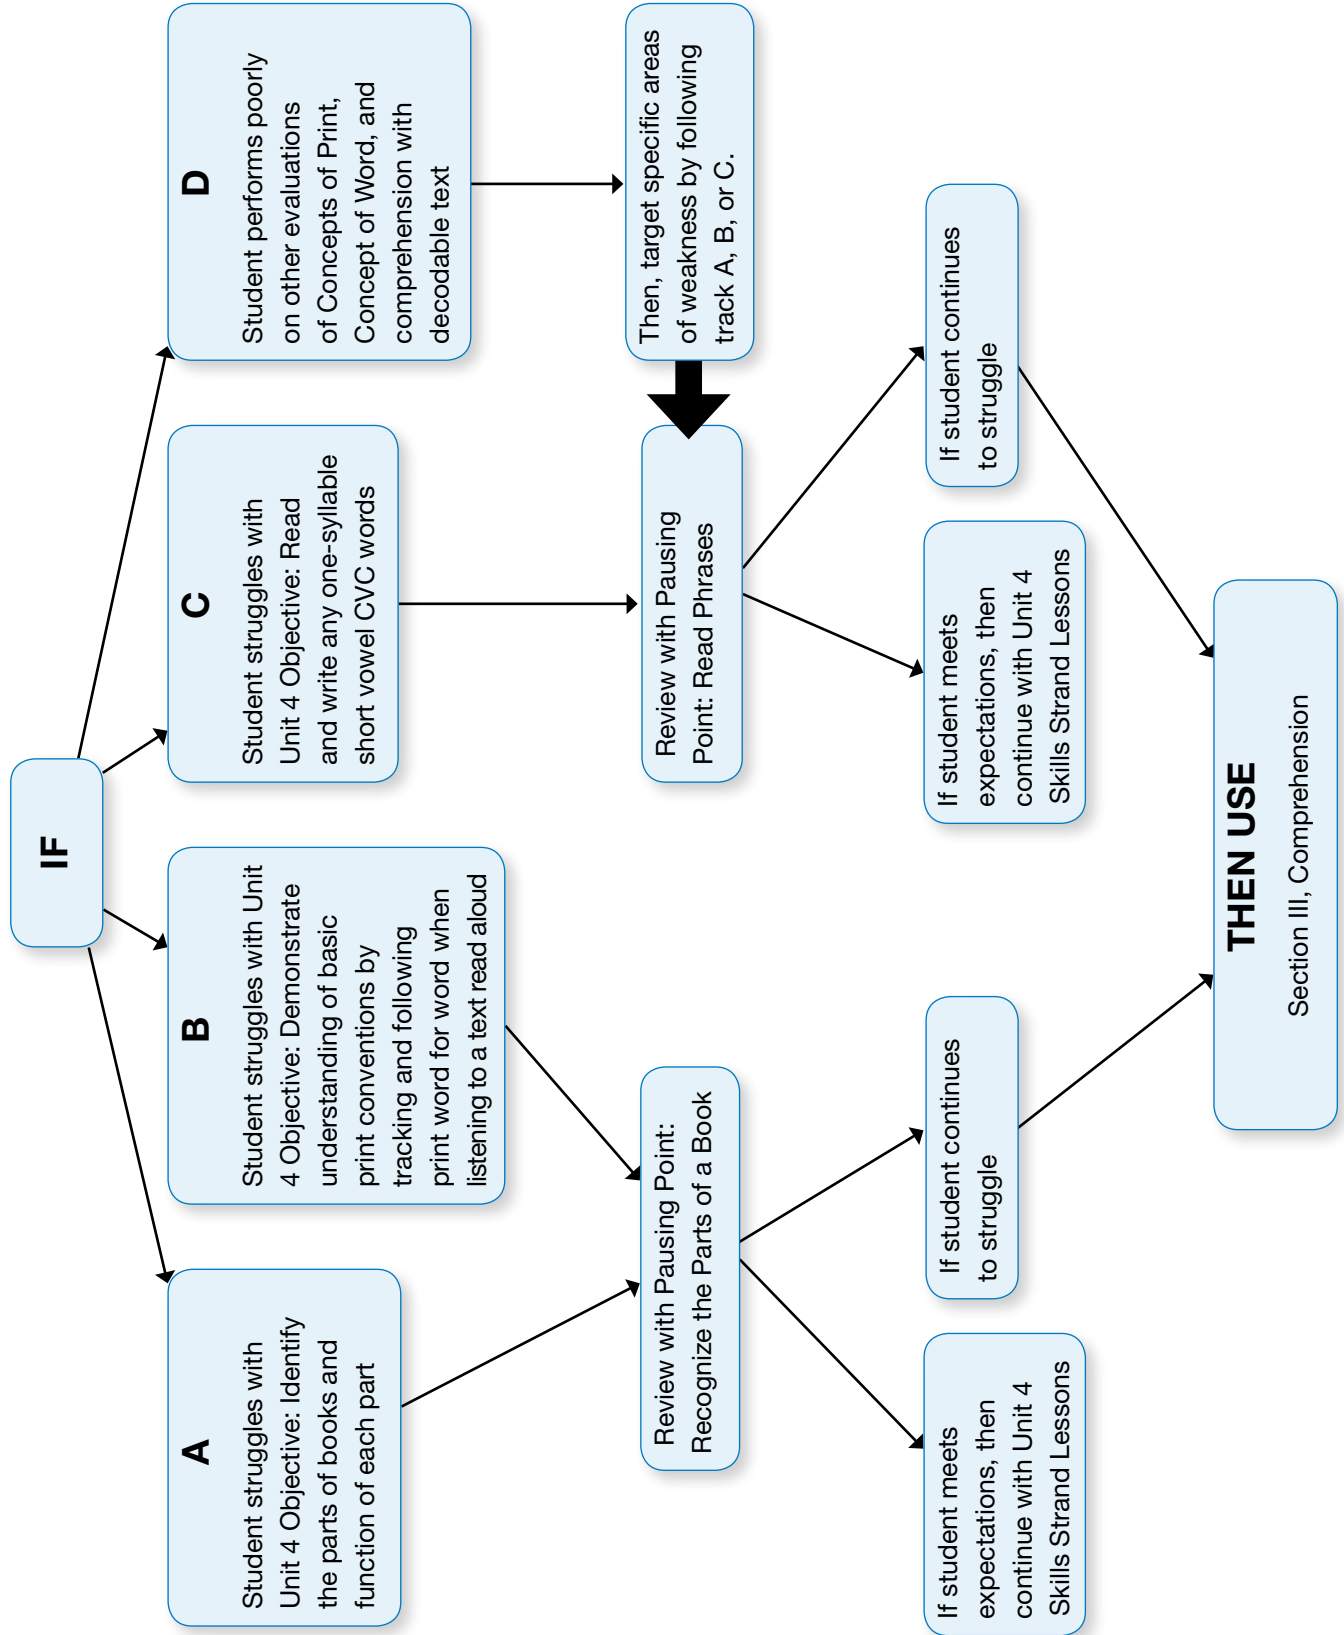 IF
A
Student struggles with
Unit 4 Objective: Identify
the parts of books and
function of each part
B
Student struggles with Unit
4 Objective: Demonstrate
understanding of basic
print conventions by
tracking and following
print word for word when
listening to a text read aloud
C
Student struggles with
Unit 4 Objective: Read
and write any one-syllable
short vowel CVC words
D
Student performs poorly
on other evaluations
of Concepts of Print,
Concept of Word, and
comprehension with
decodable text
Review with Pausing Point:
Recognize the Parts of a Book
Review with Pausing
Point: Read Phrases
Then, target specific areas
of weakness by following
track A, B, or C.
If student meets
expectations, then
continue with Unit 4
Skills Strand Lessons
If student continues
to struggle
If student meets
expectations, then
continue with Unit 4
Skills Strand Lessons
If student continues
to struggle
THEN USE
Section III, Comprehension